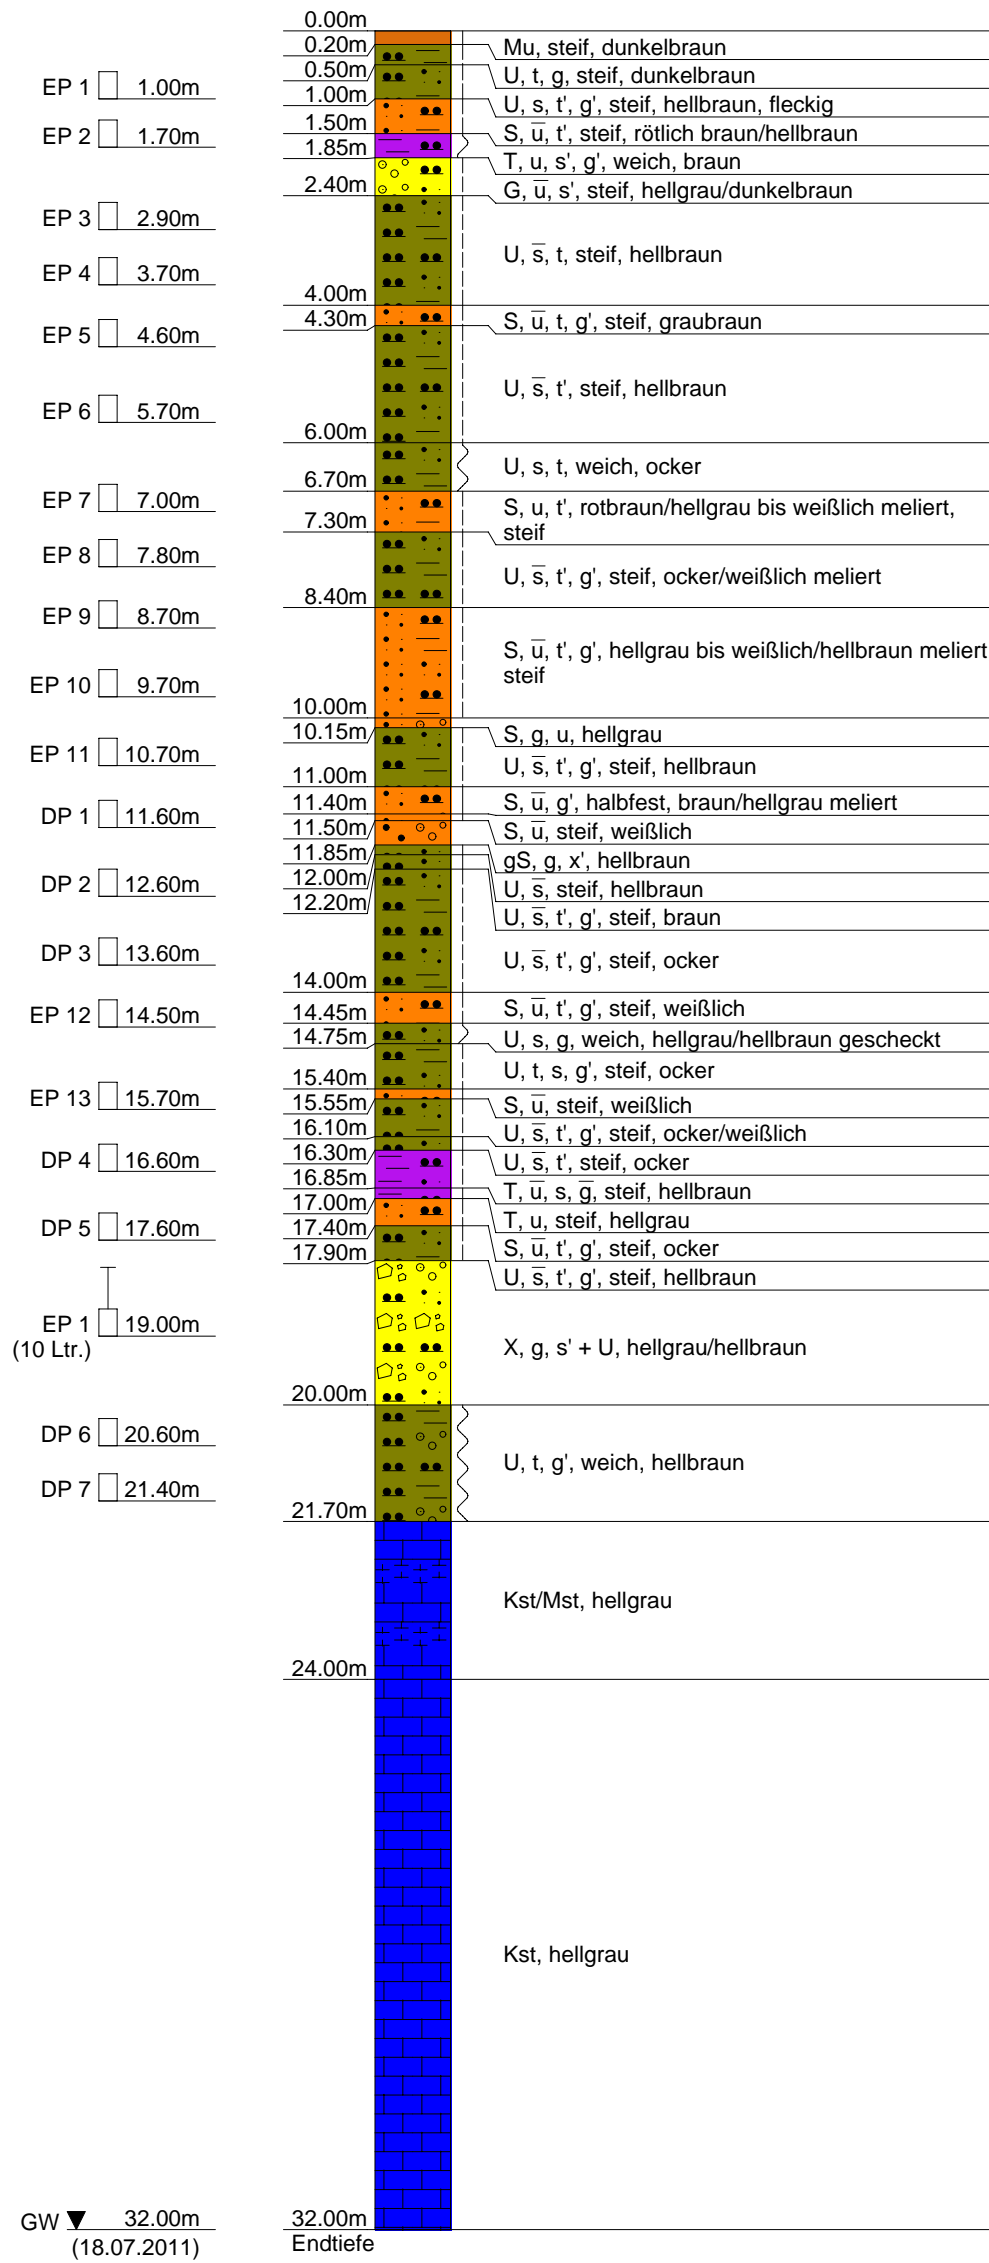 0.00m
0.20m
Mu, steif, dunkelbraun
0.50m
U, t, g, steif, dunkelbraun
EP 1 1.00m
1.00m
U, s, t', g', steif, hellbraun, fleckig
1.50m
S, u̅, t', steif, rötlich braun/hellbraun
EP 2 1.70m
1.85m
T, u, s', g', weich, braun
2.40m
G, u̅, s', steif, hellgrau/dunkelbraun
EP 3 2.90m
U, s̅, t, steif, hellbraun
EP 4 3.70m
4.00m
4.30m
S, u̅, t, g', steif, graubraun
EP 5 4.60m
U, s̅, t', steif, hellbraun
EP 6 5.70m
6.00m
U, s, t, weich, ocker
6.70m
EP 7 7.00m
S, u, t', rotbraun/hellgrau bis weißlich meliert,
steif
7.30m
EP 8 7.80m
U, s̅, t', g', steif, ocker/weißlich meliert
8.40m
EP 9 8.70m
S, u̅, t', g', hellgrau bis weißlich/hellbraun meliert
steif
EP 10 9.70m
10.00m
10.15m
S, g, u, hellgrau
EP 11 10.70m
U, s̅, t', g', steif, hellbraun
11.00m
11.40m
S, u̅, g', halbfest, braun/hellgrau meliert
DP 1 11.60m
11.50m
S, u̅, steif, weißlich
11.85m
gS, g, x', hellbraun
12.00m
U, s̅, steif, hellbraun
DP 2 12.60m
12.20m
U, s̅, t', g', steif, braun
DP 3 13.60m
U, s̅, t', g', steif, ocker
14.00m
EP 12 14.50m
14.45m
S, u̅, t', g', steif, weißlich
14.75m
U, s, g, weich, hellgrau/hellbraun gescheckt
U, t, s, g', steif, ocker
15.40m
EP 13 15.70m
15.55m
S, u̅, steif, weißlich
16.10m
U, s̅, t', g', steif, ocker/weißlich
16.30m
U, s̅, t', steif, ocker
DP 4 16.60m
16.85m
T, u̅, s, g̅, steif, hellbraun
17.00m
T, u, steif, hellgrau
DP 5 17.60m
17.40m
S, u̅, t', g', steif, ocker
17.90m
U, s̅, t', g', steif, hellbraun
EP 1 19.00m
(10 Ltr.)
X, g, s' + U, hellgrau/hellbraun
20.00m
DP 6 20.60m
U, t, g', weich, hellbraun
DP 7 21.40m
21.70m
Kst/Mst, hellgrau
24.00m
Kst, hellgrau
GW 32.00m
(18.07.2011)
32.00m
Endtiefe